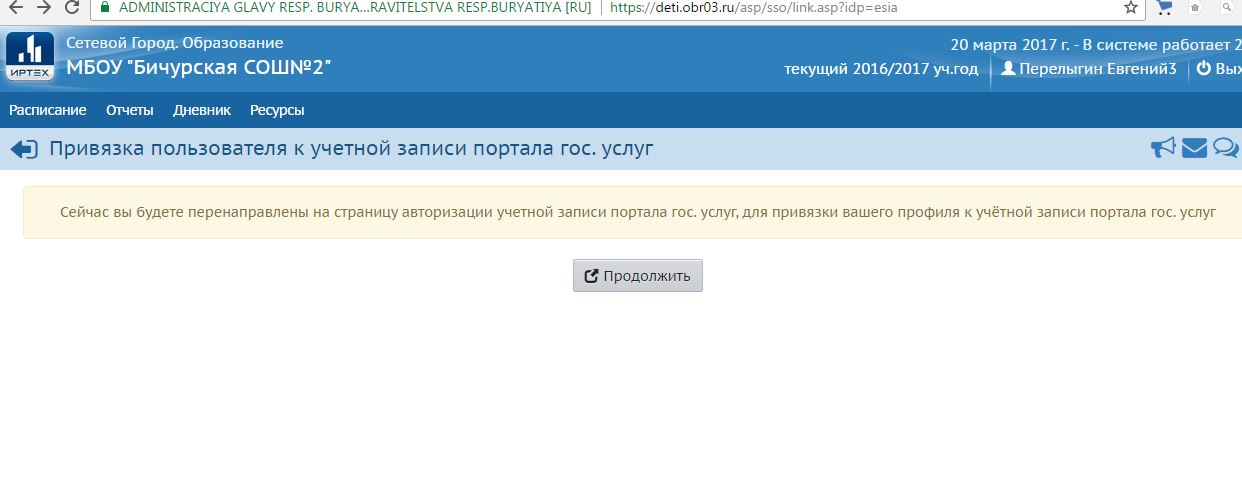 ADMINISTRACIYA GLAVY RESP. BURYA...RAVITELSTVA RESP.BURYATIYA [RU] https://deti.obr03.ru/asp/sso/link.asp?idp=esia
Сетевой Город. Образование
20 марта 2017 г. - В системе работает 2
ИРТЕХ
МБОУ "Бичурская СОШ№2"
текущий 2016/2017 уч.год Перелыгин Евгений3 Вых
Расписание Отчеты Дневник Ресурсы
Привязка пользователя к учетной записи портала гос. услуг
Сейчас вы будете перенаправлены на страницу авторизации учетной записи портала гос. услуг, для привязки вашего профиля к учётной записи портала гос. услуг
Продолжить